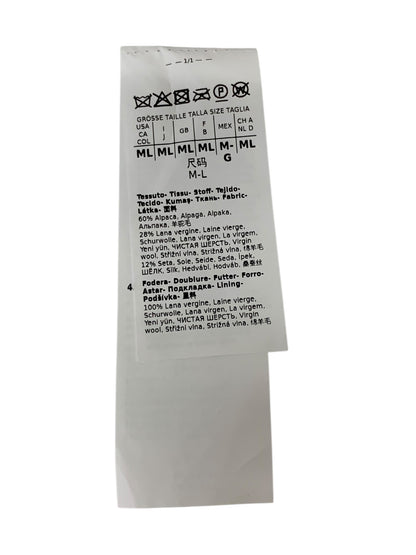 — — 1/1 — —
P W
GRÖSSE TAILLE TALLA SIZE TAGLIA
USA CA COL I J GB F B MEX CH A NL D
ML ML ML ML M-G ML
尺码
M-L
Tessuto- Tissu- Stoff- Tejido-
Tecido- Kumaş- Ткань- Fabric-
Látka- 面料
60% Alpaca, Alpaga, Alpaka,
Альпака, 羊驼毛
28% Lana vergine, Laine vierge,
Schurwolle, Lana virgen, La virgem,
Yeni yün, ЧИСТАЯ ШЕРСТЬ, Virgin
wool, Střižní vlna, Strižná vlna, 绵羊毛
12% Seta, Soie, Seide, Seda, İpek,
ШЁЛК, Silk, Hedvábí, Hodváb, 桑蚕丝
4
Fodera- Doublure- Futter- Forro-
Astar- Подкладка- Lining-
Podšívka- 里料
100% Lana vergine, Laine vierge,
Schurwolle, Lana virgen, La virgem,
Yeni yün, ЧИСТАЯ ШЕРСТЬ, Virgin
wool, Střižní vlna, Strižná vlna, 绵羊毛